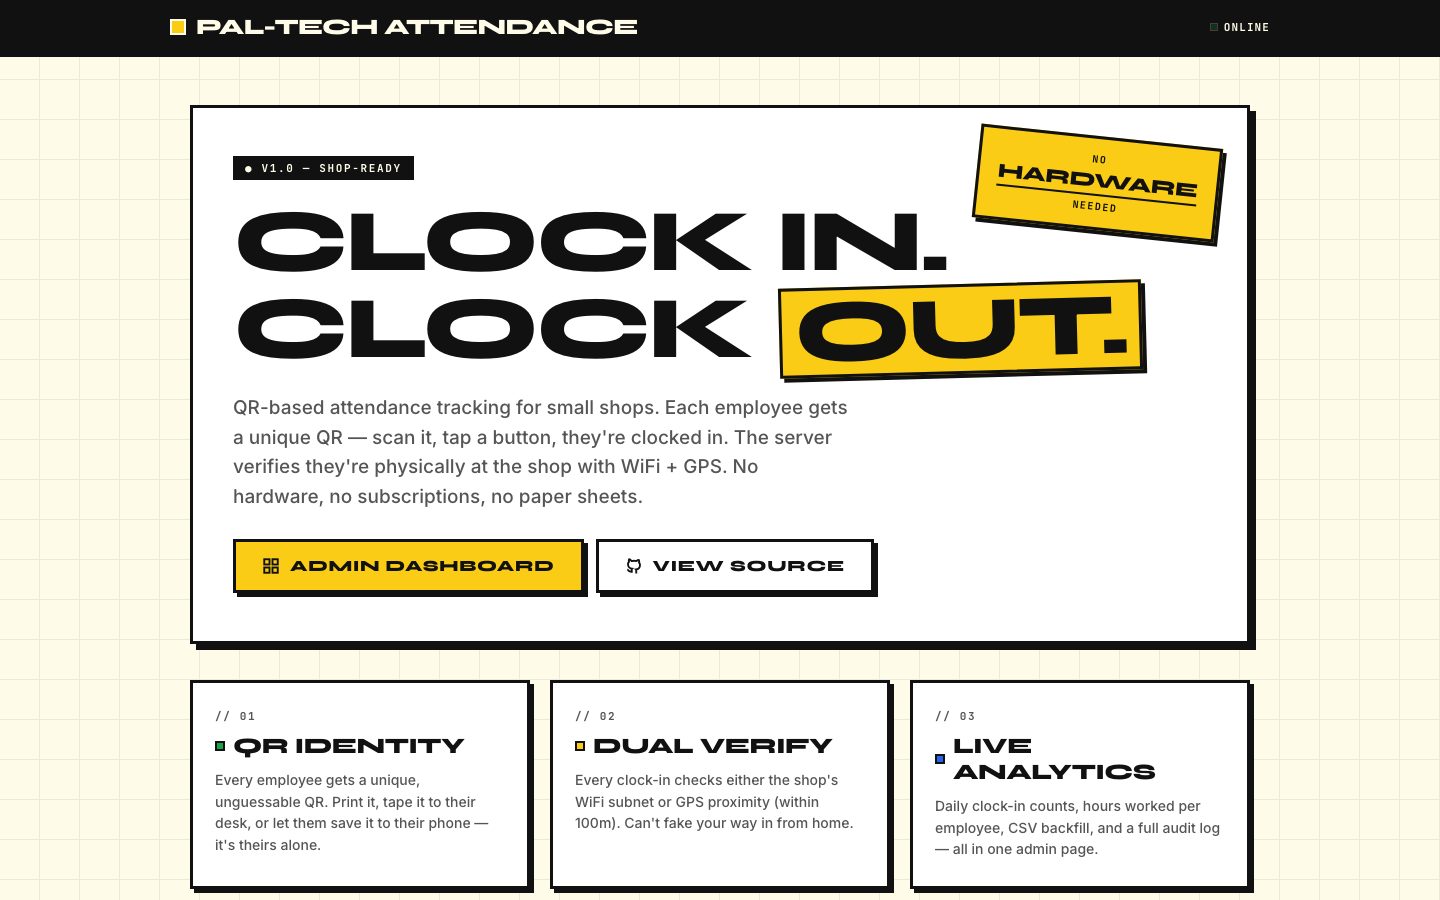 PAL-TECH ATTENDANCE
ONLINE
● V1.0 — SHOP-READY
NO
HARDWARE
NEEDED
CLOCK IN.
CLOCK OUT.
QR-based attendance tracking for small shops. Each employee gets
a unique QR — scan it, tap a button, they're clocked in. The server
verifies they're physically at the shop with WiFi + GPS. No
hardware, no subscriptions, no paper sheets.
ADMIN DASHBOARD
VIEW SOURCE
// 01
QR IDENTITY
Every employee gets a unique,
unguessable QR. Print it, tape it to their
desk, or let them save it to their phone —
it's theirs alone.
// 02
DUAL VERIFY
Every clock-in checks either the shop's
WiFi subnet or GPS proximity (within
100m). Can't fake your way in from home.
// 03
LIVE
ANALYTICS
Daily clock-in counts, hours worked per
employee, CSV backfill, and a full audit log
— all in one admin page.